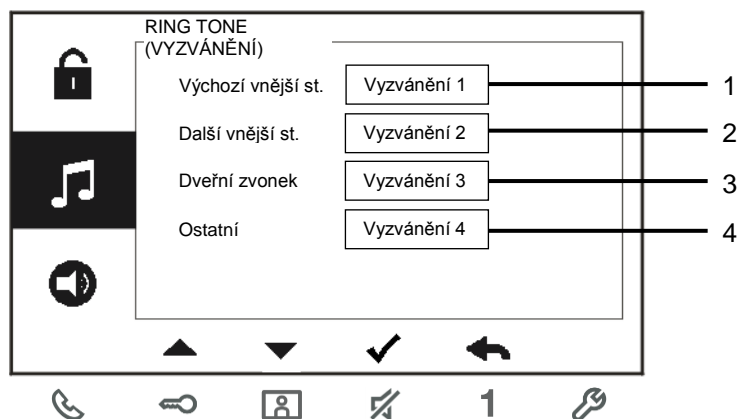 RING TONE
(VYZVÁNĚNÍ)
Výchozí vnější st. Vyzvánění 1 1
Další vnější st. Vyzvánění 2 2
Dveřní zvonek Vyzvánění 3 3
Ostatní Vyzvánění 4 4
1